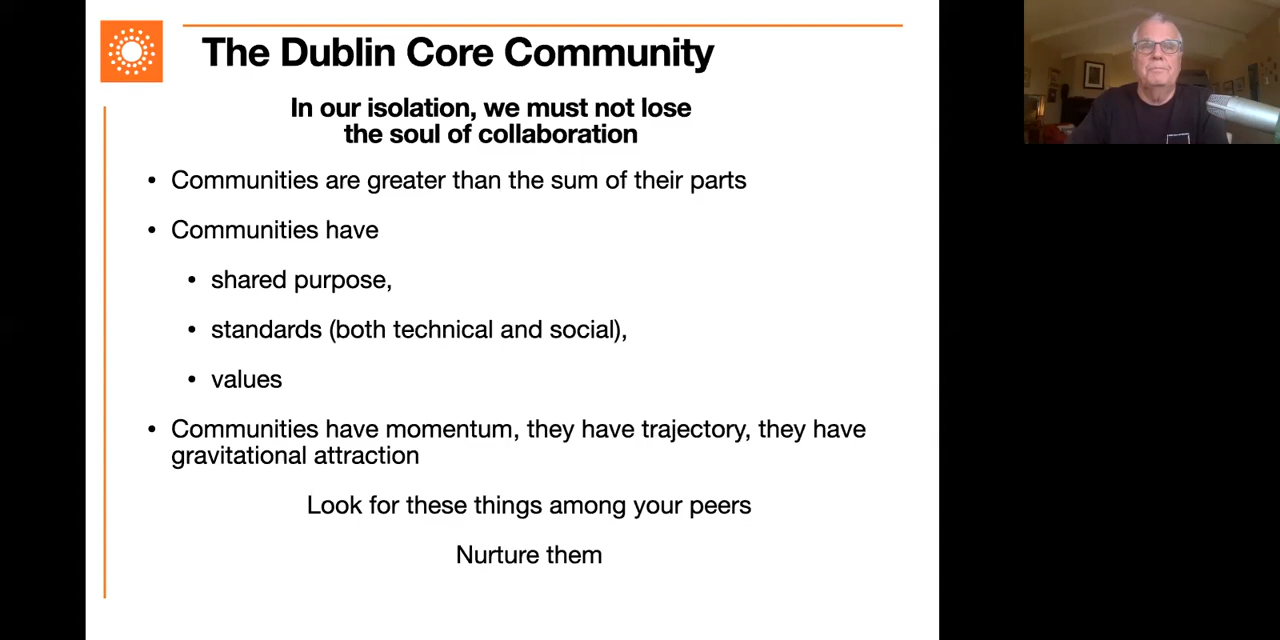 The Dublin Core Community
In our isolation, we must not lose
the soul of collaboration
• Communities are greater than the sum of their parts
• Communities have
• shared purpose,
• standards (both technical and social),
• values
• Communities have momentum, they have trajectory, they have
gravitational attraction
Look for these things among your peers
Nurture them